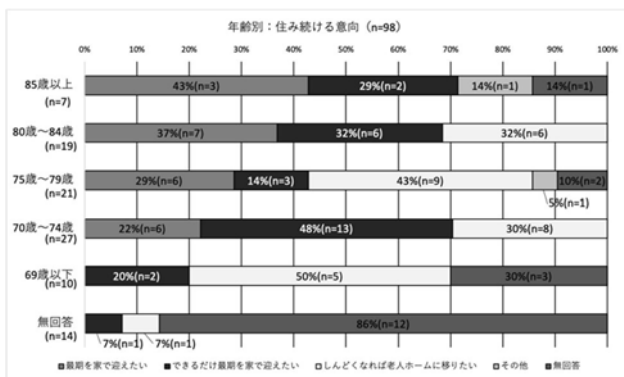 年齢別：住み続ける意向（n=98）
0% 10% 20% 30% 40% 50% 60% 70% 80% 90% 100%
85歳以上
(n=7)
43%(n=3) 29%(n=2) 14%(n=1) 14%(n=1)
80歳～84歳
(n=19)
37%(n=7) 32%(n=6) 32%(n=6)
75歳～79歳
(n=21)
29%(n=6) 14%(n=3) 43%(n=9) 10%(n=2)
5%(n=1)
70歳～74歳
(n=27)
22%(n=6) 48%(n=13) 30%(n=8)
69歳以下
(n=10)
20%(n=2) 50%(n=5) 30%(n=3)
無回答
(n=14)
86%(n=12)
7%(n=1) 7%(n=1)
最期を家で迎えたい できるだけ最期を家で迎えたい しんどくなれば老人ホームに移りたい その他 無回答